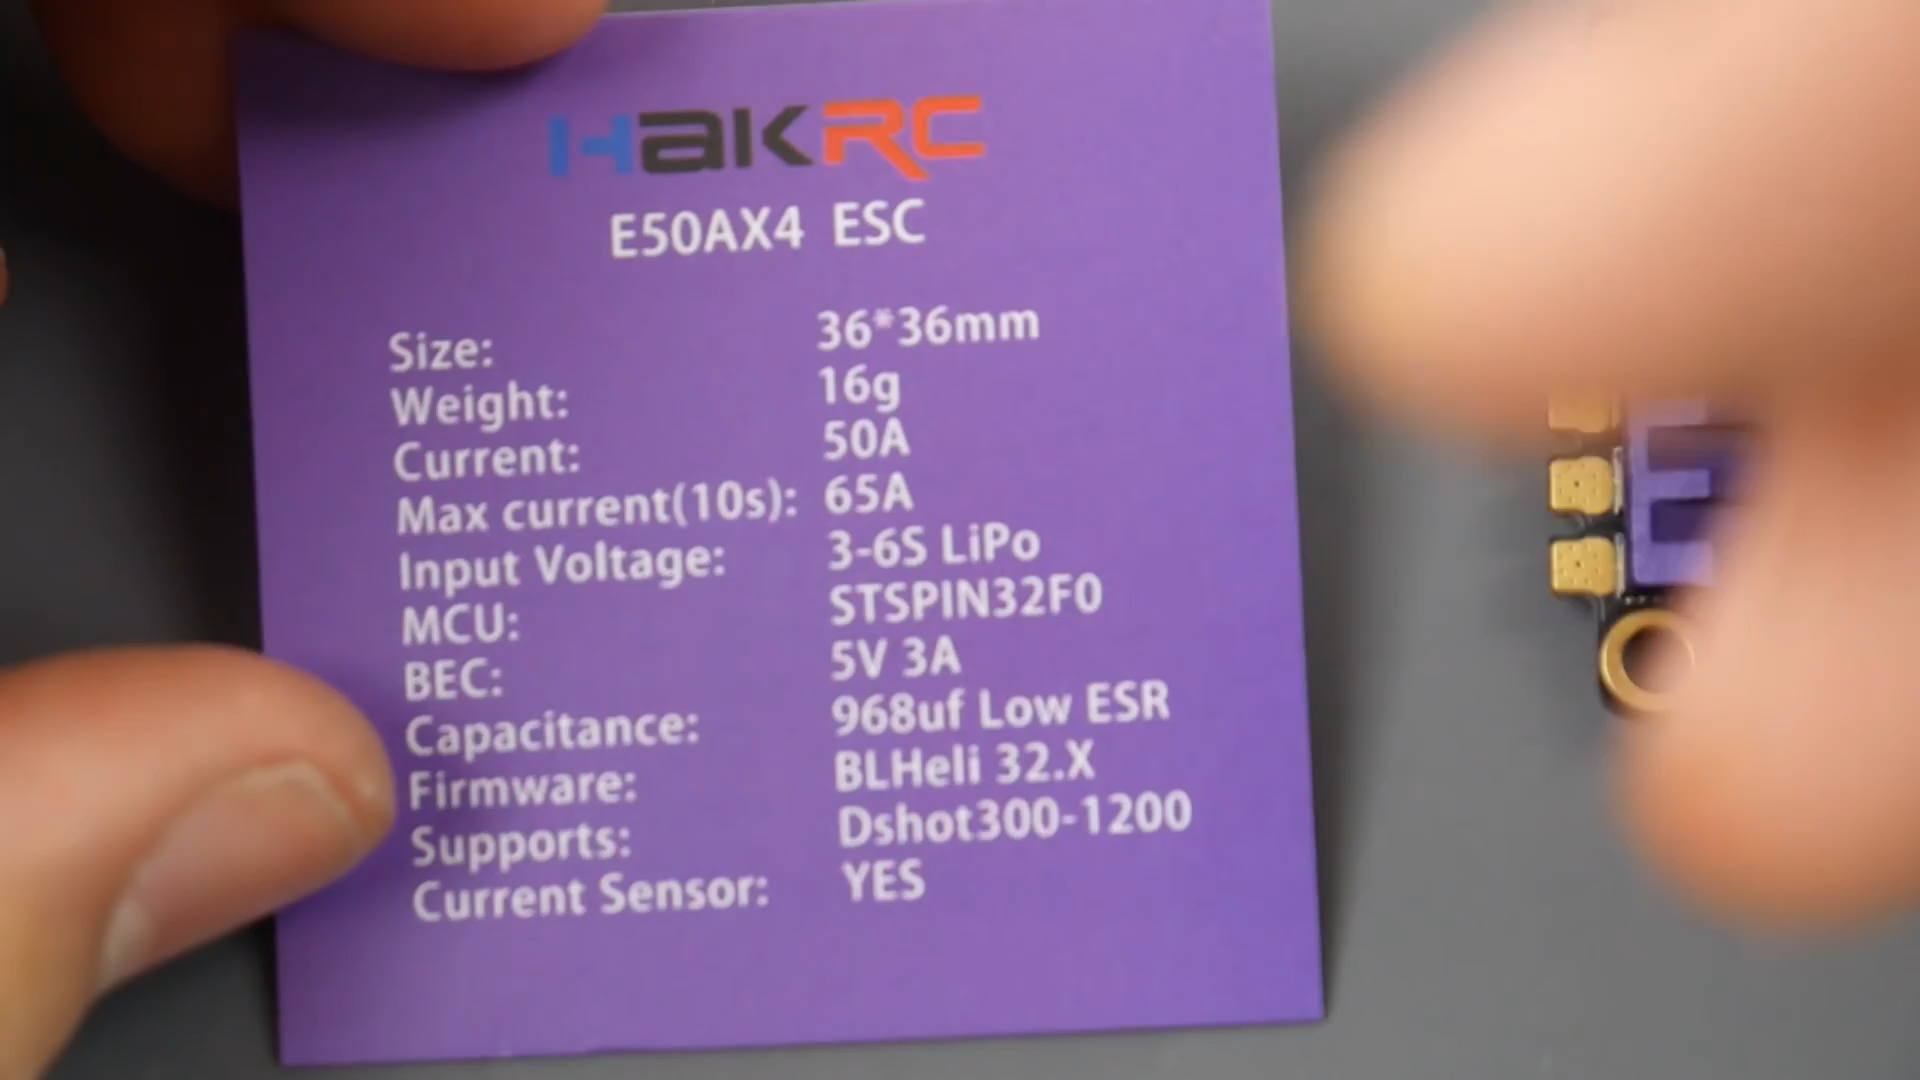 HakRC
E50AX4 ESC
Size: 36*36mm
Weight: 16g
Current: 50A
Max current(10s): 65A
Input Voltage: 3-6S LiPo
MCU: STSPIN32F0
BEC: 5V 3A
Capacitance: 968uf Low ESR
Firmware: BLHeli 32.X
Supports: Dshot300-1200
Current Sensor: YES